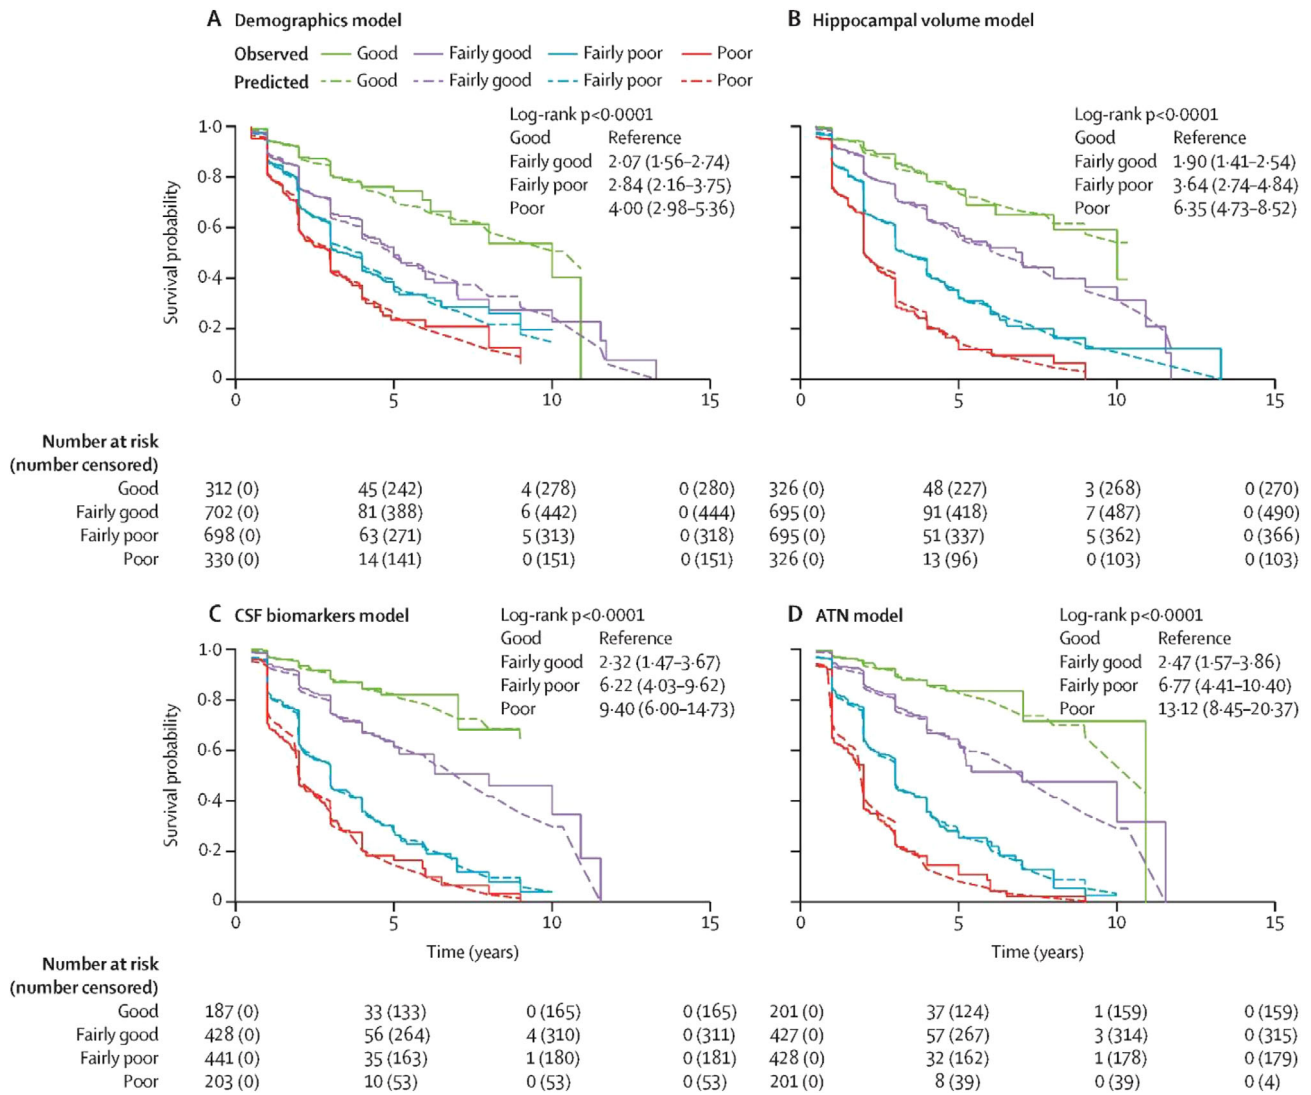 A Demographics model
B Hippocampal volume model
Observed Good Fairly good Fairly poor Poor
Predicted Good Fairly good Fairly poor Poor
Log-rank p<0·0001
Good Reference
Fairly good 2·07 (1·56–2·74)
Fairly poor 2·84 (2·16–3·75)
Poor 4·00 (2·98–5·36)
Log-rank p<0·0001
Good Reference
Fairly good 1·90 (1·41–2·54)
Fairly poor 3·64 (2·74–4·84)
Poor 6·35 (4·73–8·52)
Survival probability
1·0
0·8
0·6
0·4
0·2
0
0 5 10 15
0 5 10 15
Number at risk
(number censored)
Good 312 (0) 45 (242) 4 (278) 0 (280) 326 (0) 48 (227) 3 (268) 0 (270)
Fairly good 702 (0) 81 (388) 6 (442) 0 (444) 695 (0) 91 (418) 7 (487) 0 (490)
Fairly poor 698 (0) 63 (271) 5 (313) 0 (318) 695 (0) 51 (337) 5 (362) 0 (366)
Poor 330 (0) 14 (141) 0 (151) 0 (151) 326 (0) 13 (96) 0 (103) 0 (103)
C CSF biomarkers model
D ATN model
Log-rank p<0·0001
Good Reference
Fairly good 2·32 (1·47–3·67)
Fairly poor 6·22 (4·03–9·62)
Poor 9·40 (6·00–14·73)
Log-rank p<0·0001
Good Reference
Fairly good 2·47 (1·57–3·86)
Fairly poor 6·77 (4·41–10·40)
Poor 13·12 (8·45–20·37)
Survival probability
1·0
0·8
0·6
0·4
0·2
0
0 5 10 15
0 5 10 15
Time (years)
Time (years)
Number at risk
(number censored)
Good 187 (0) 33 (133) 0 (165) 0 (165) 201 (0) 37 (124) 1 (159) 0 (159)
Fairly good 428 (0) 56 (264) 4 (310) 0 (311) 427 (0) 57 (267) 3 (314) 0 (315)
Fairly poor 441 (0) 35 (163) 1 (180) 0 (181) 428 (0) 32 (162) 1 (178) 0 (179)
Poor 203 (0) 10 (53) 0 (53) 0 (53) 201 (0) 8 (39) 0 (39) 0 (4)